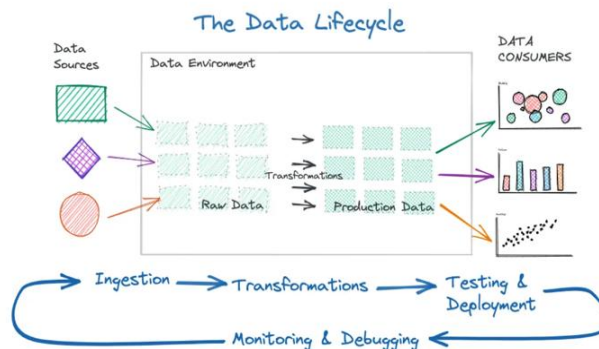 The Data Lifecycle
Data
Sources
Data Environment
DATA
CONSUMERS
Transformations
Raw Data
Production Data
Ingestion
Transformations
Testing &
Deployment
Monitoring & Debugging